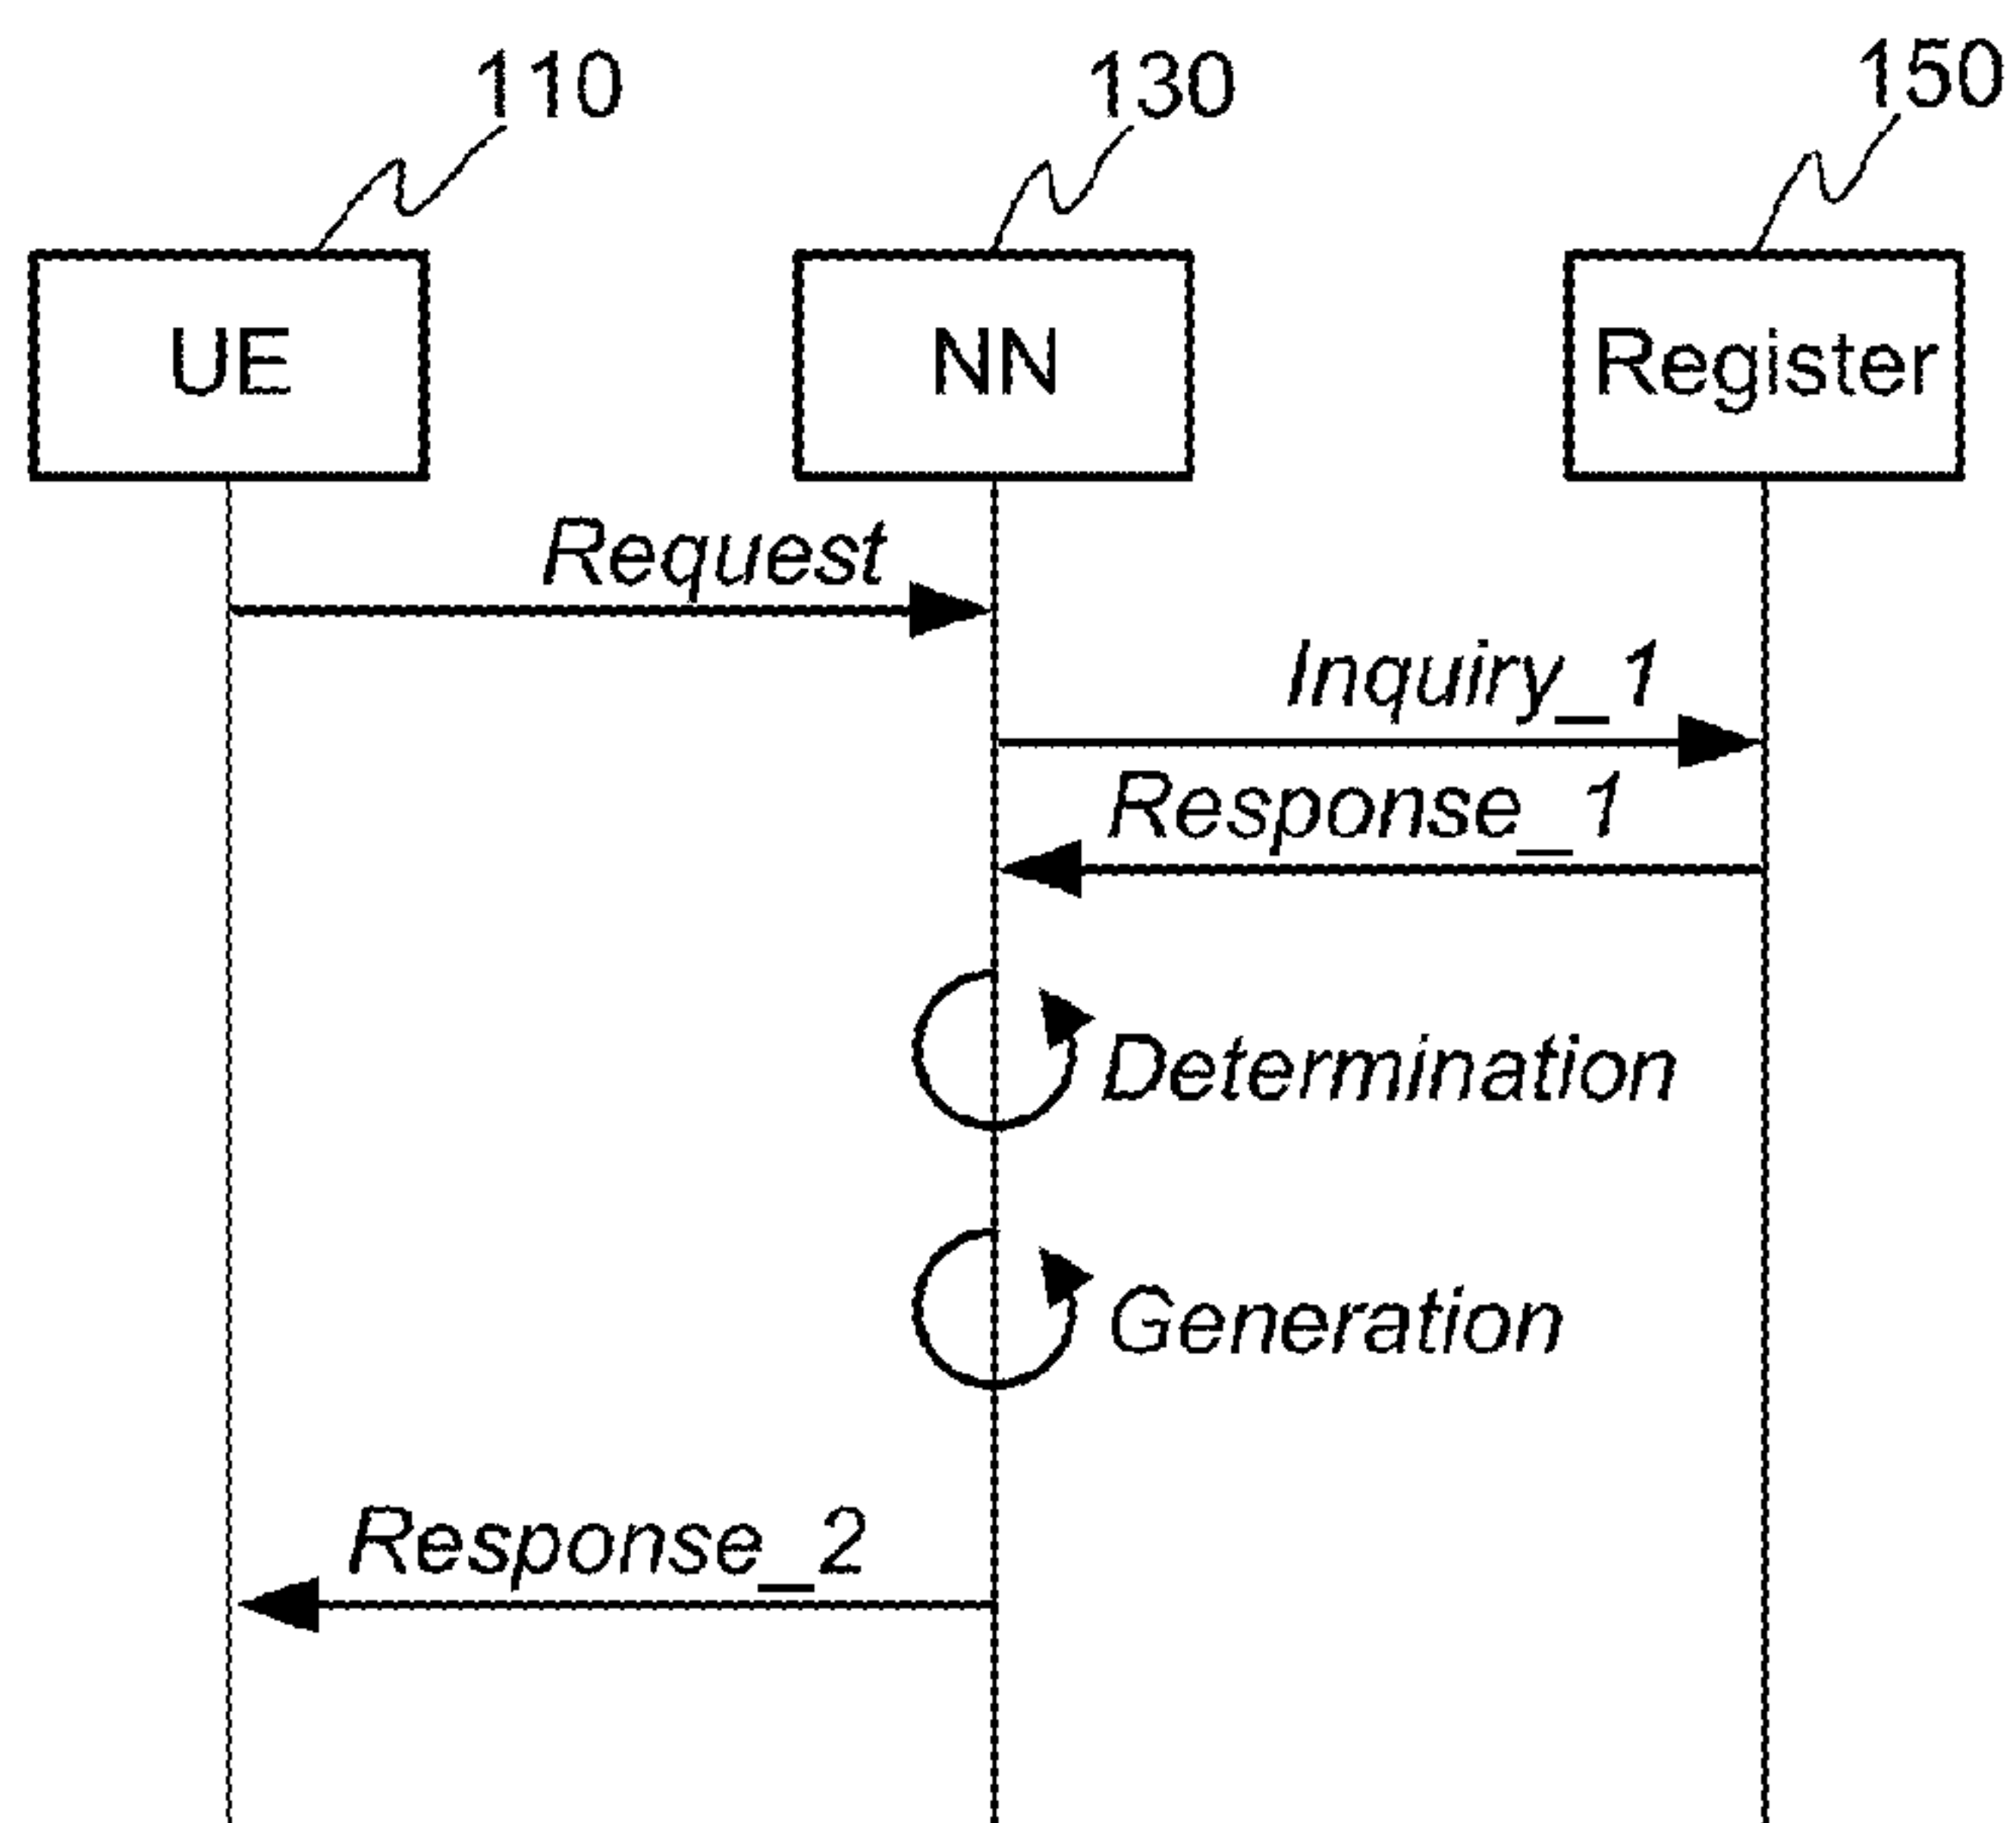 110 130 150
UE NN Register
Request
Inquiry_1
Response_1
Determination
Generation
Response_2